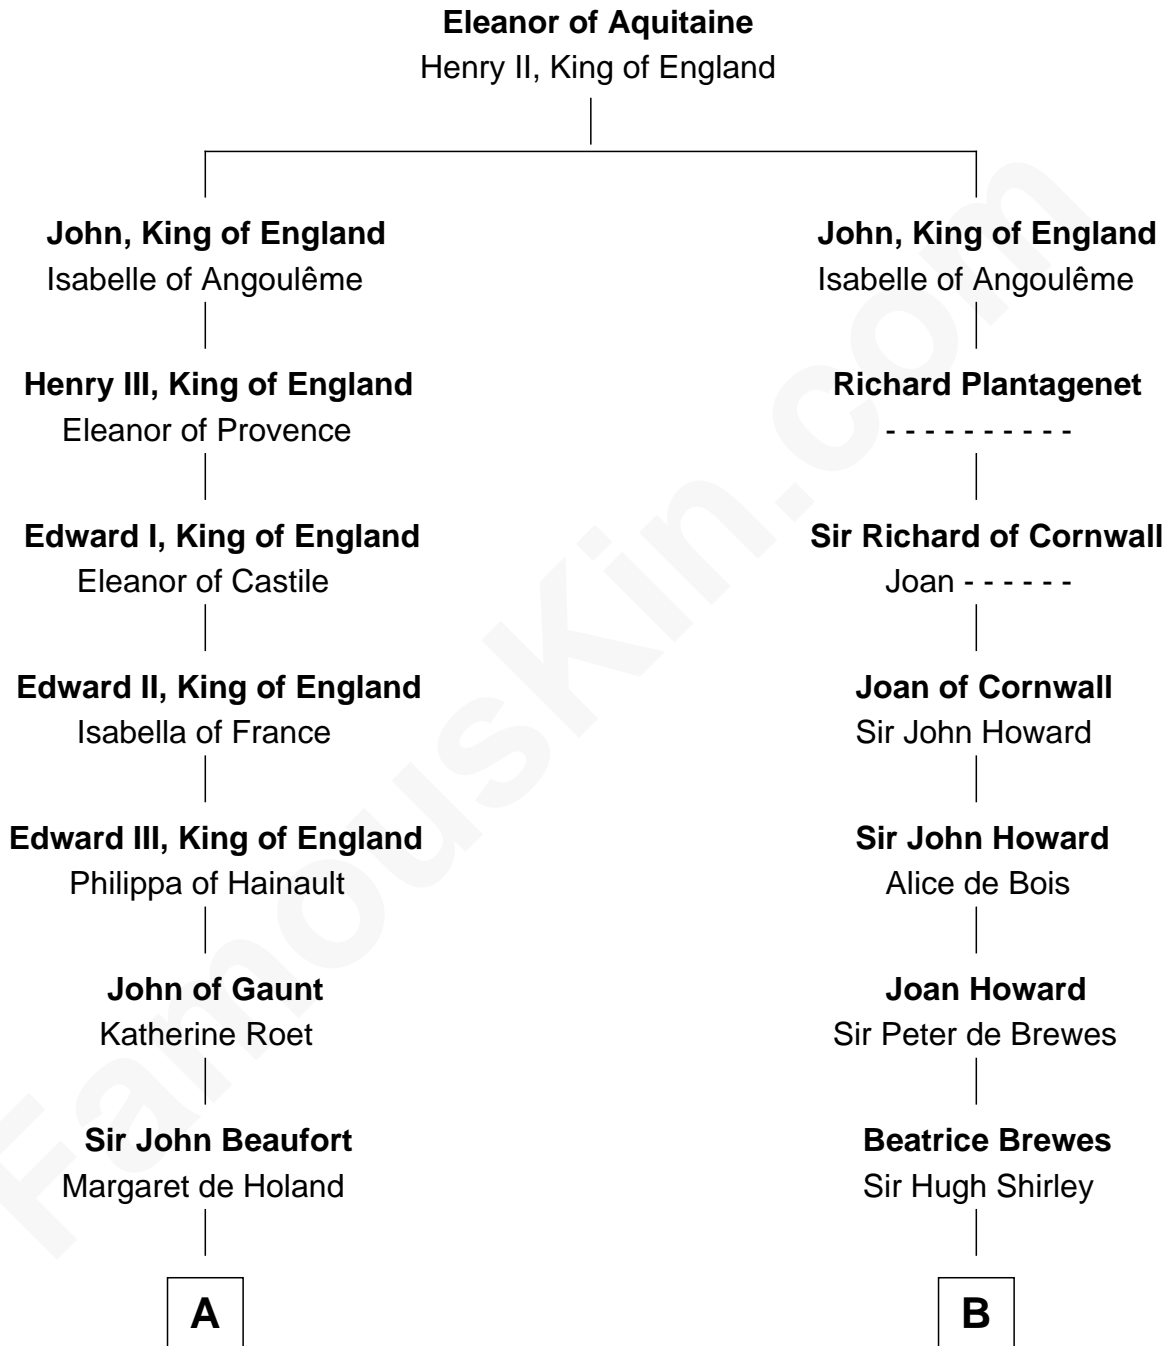 Eleanor of Aquitaine
Henry II, King of England
John, King of England
Isabelle of Angoulême
John, King of England
Isabelle of Angoulême
Henry III, King of England
Eleanor of Provence
Richard Plantagenet
- - - - - - - - - -
Edward I, King of England
Eleanor of Castile
Sir Richard of Cornwall
Joan - - - - - -
Edward II, King of England
Isabella of France
Joan of Cornwall
Sir John Howard
Edward III, King of England
Philippa of Hainault
Sir John Howard
Alice de Bois
John of Gaunt
Katherine Roet
Joan Howard
Sir Peter de Brewes
Sir John Beaufort
Margaret de Holand
Beatrice Brewes
Sir Hugh Shirley
A
B
FamousKin.com